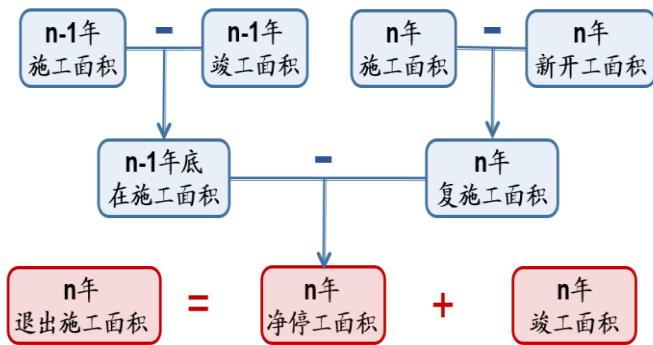 n-1年
施工面积
-
n-1年
竣工面积
n年
施工面积
-
n年
新开工面积
n-1年底
在施工面积
-
n年
复施工面积
n年
退出施工面积
=
n年
净停工面积
+
n年
竣工面积